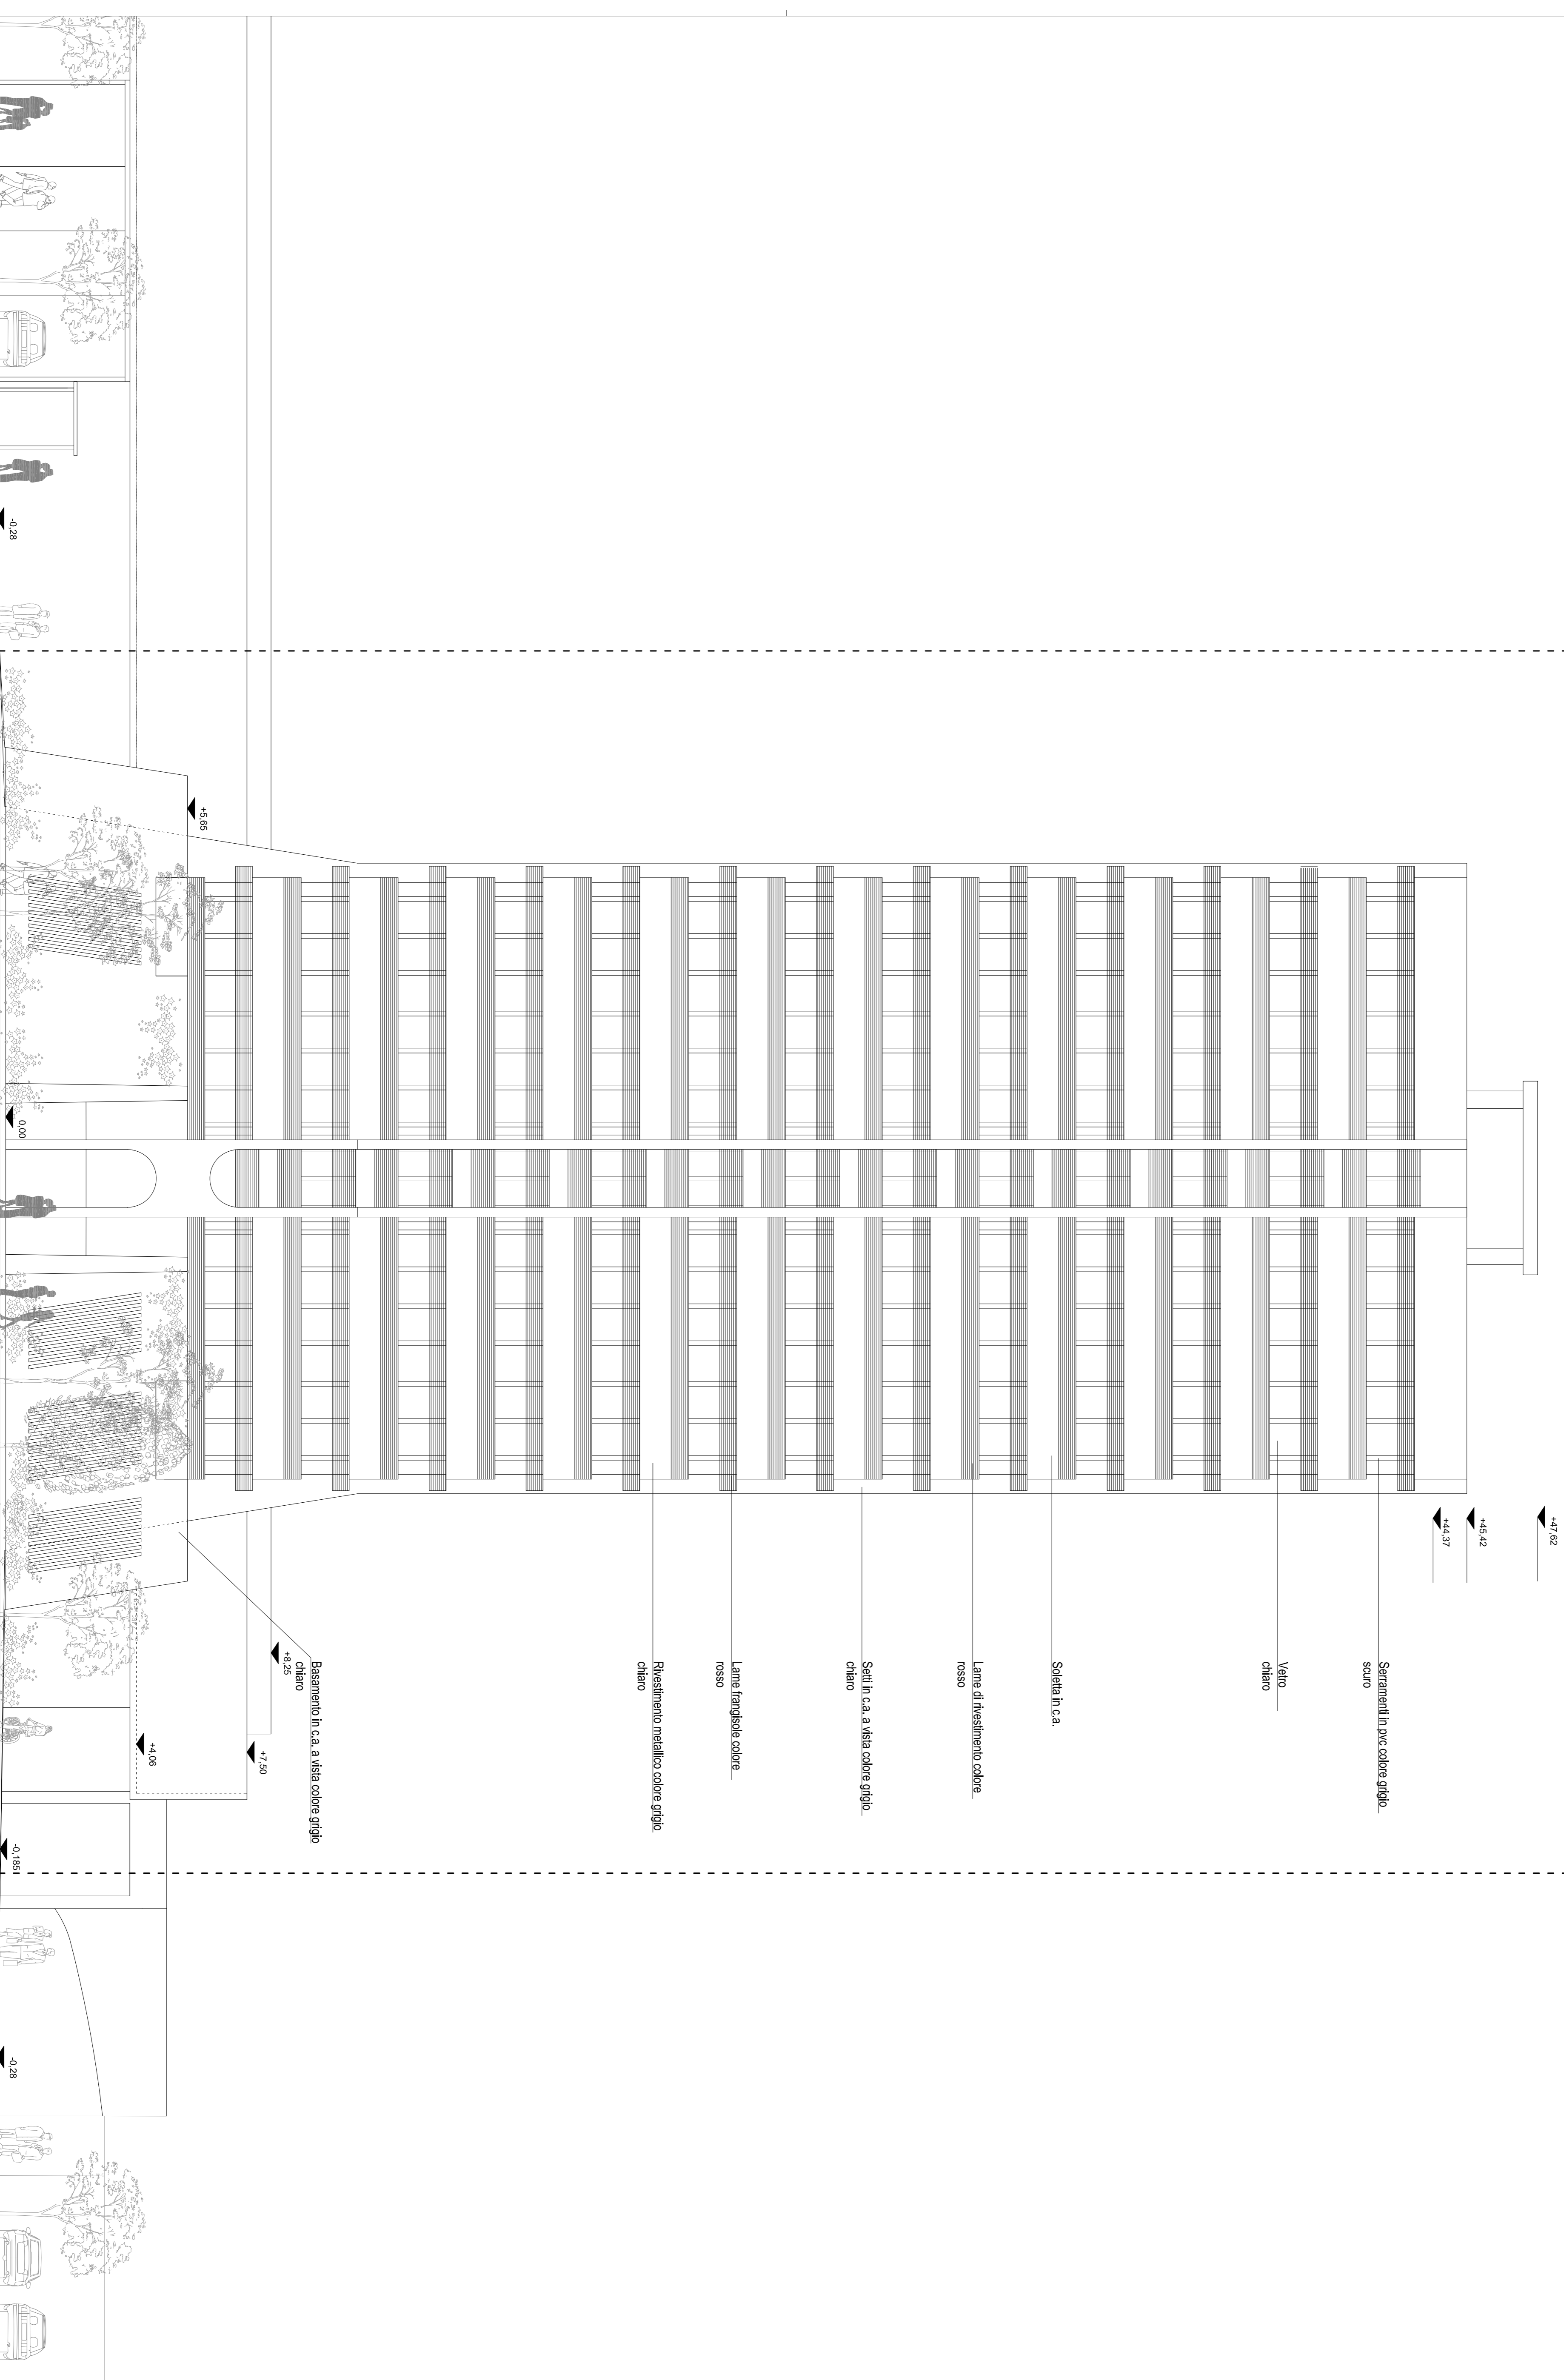 +47,62
+45,42
+44,37
Serramenti in pvc colore grigio
scuro
Vetro
chiaro
Soletta in c.a.
Lame di rivestimento colore
rosso
Setti in c.a. a vista colore grigio
chiaro
Lame frangisole colore
rosso
Rivestimento metallico colore grigio
chiaro
Basamento in c.a. a vista colore grigio
chiaro
+8,25
+7,50
+5,65
+4,06
0,00
-0,28
-0,185
-0,28